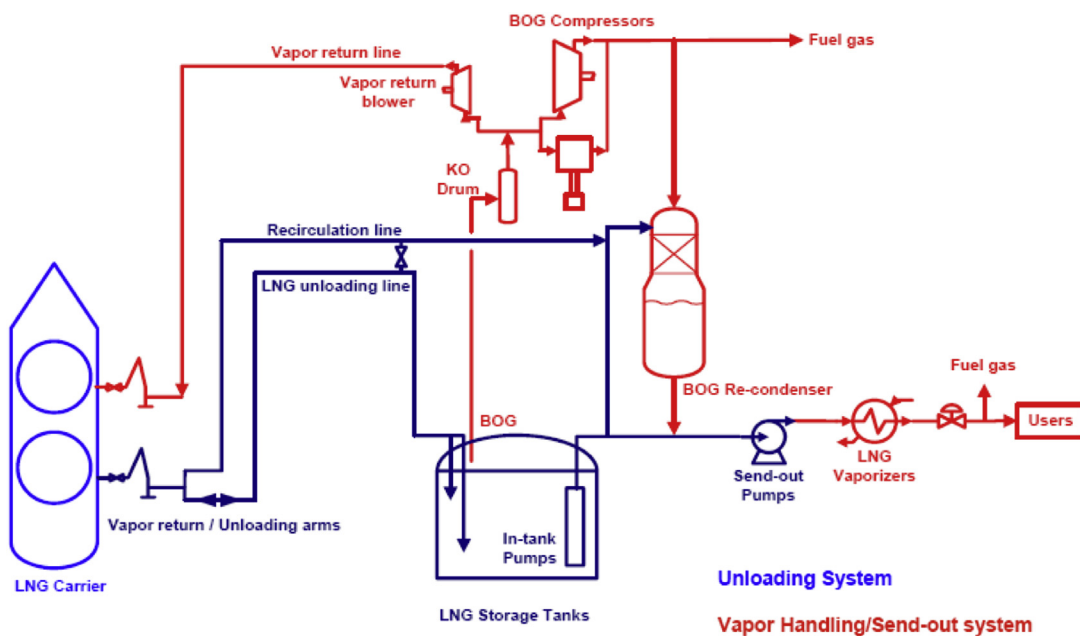 BOG Compressors
Fuel gas
Vapor return line
Vapor return
blower
KO
Drum
Recirculation line
LNG unloading line
BOG Re-condenser
Fuel gas
BOG
Users
LNG
Vaporizers
Send-out
Pumps
In-tank
Pumps
Vapor return / Unloading arms
LNG Carrier
LNG Storage Tanks
Unloading System
Vapor Handling/Send-out system